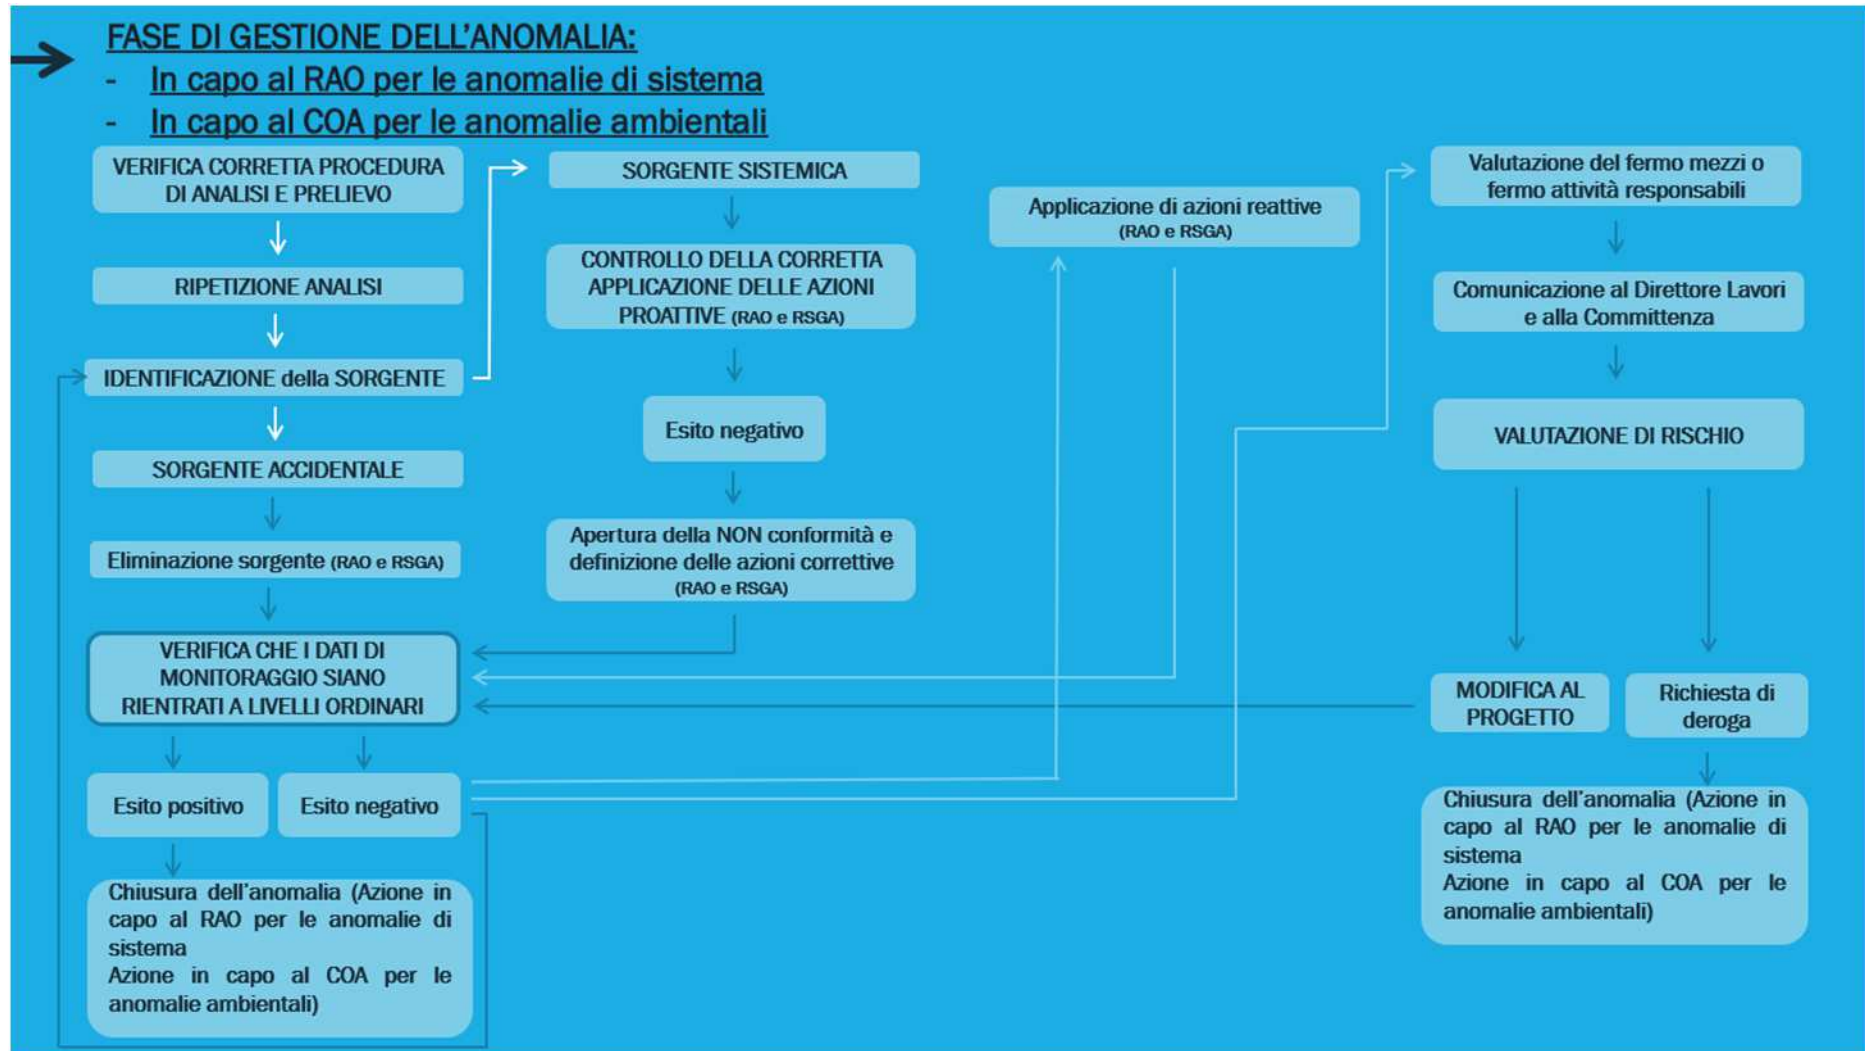 FASE DI GESTIONE DELL'ANOMALIA:
- In capo al RAO per le anomalie di sistema
- In capo al COA per le anomalie ambientali
VERIFICA CORRETTA PROCEDURA
DI ANALISI E PRELIEVO
RIPETIZIONE ANALISI
IDENTIFICAZIONE della SORGENTE
SORGENTE ACCIDENTALE
Eliminazione sorgente (RAO e RSGA)
VERIFICA CHE I DATI DI
MONITORAGGIO SIANO
RIENTRATI A LIVELLI ORDINARI
Esito positivo
Esito negativo
Chiusura dell'anomalia (Azione in
capo al RAO per le anomalie di
sistema
Azione in capo al COA per le
anomalie ambientali)
SORGENTE SISTEMICA
CONTROLLO DELLA CORRETTA
APPLICAZIONE DELLE AZIONI
PROATTIVE (RAO e RSGA)
Esito negativo
Apertura della NON conformità e
definizione delle azioni correttive
(RAO e RSGA)
Applicazione di azioni reattive
(RAO e RSGA)
Valutazione del fermo mezzi o
fermo attività responsabili
Comunicazione al Direttore Lavori
e alla Committenza
VALUTAZIONE DI RISCHIO
MODIFICA AL
PROGETTO
Richiesta di
deroga
Chiusura dell'anomalia (Azione in
capo al RAO per le anomalie di
sistema
Azione in capo al COA per le
anomalie ambientali)